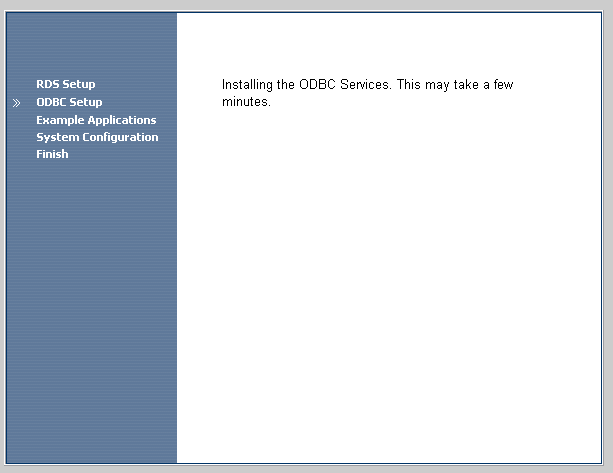 RDS Setup
» ODBC Setup
Example Applications
System Configuration
Finish
Installing the ODBC Services. This may take a few
minutes.